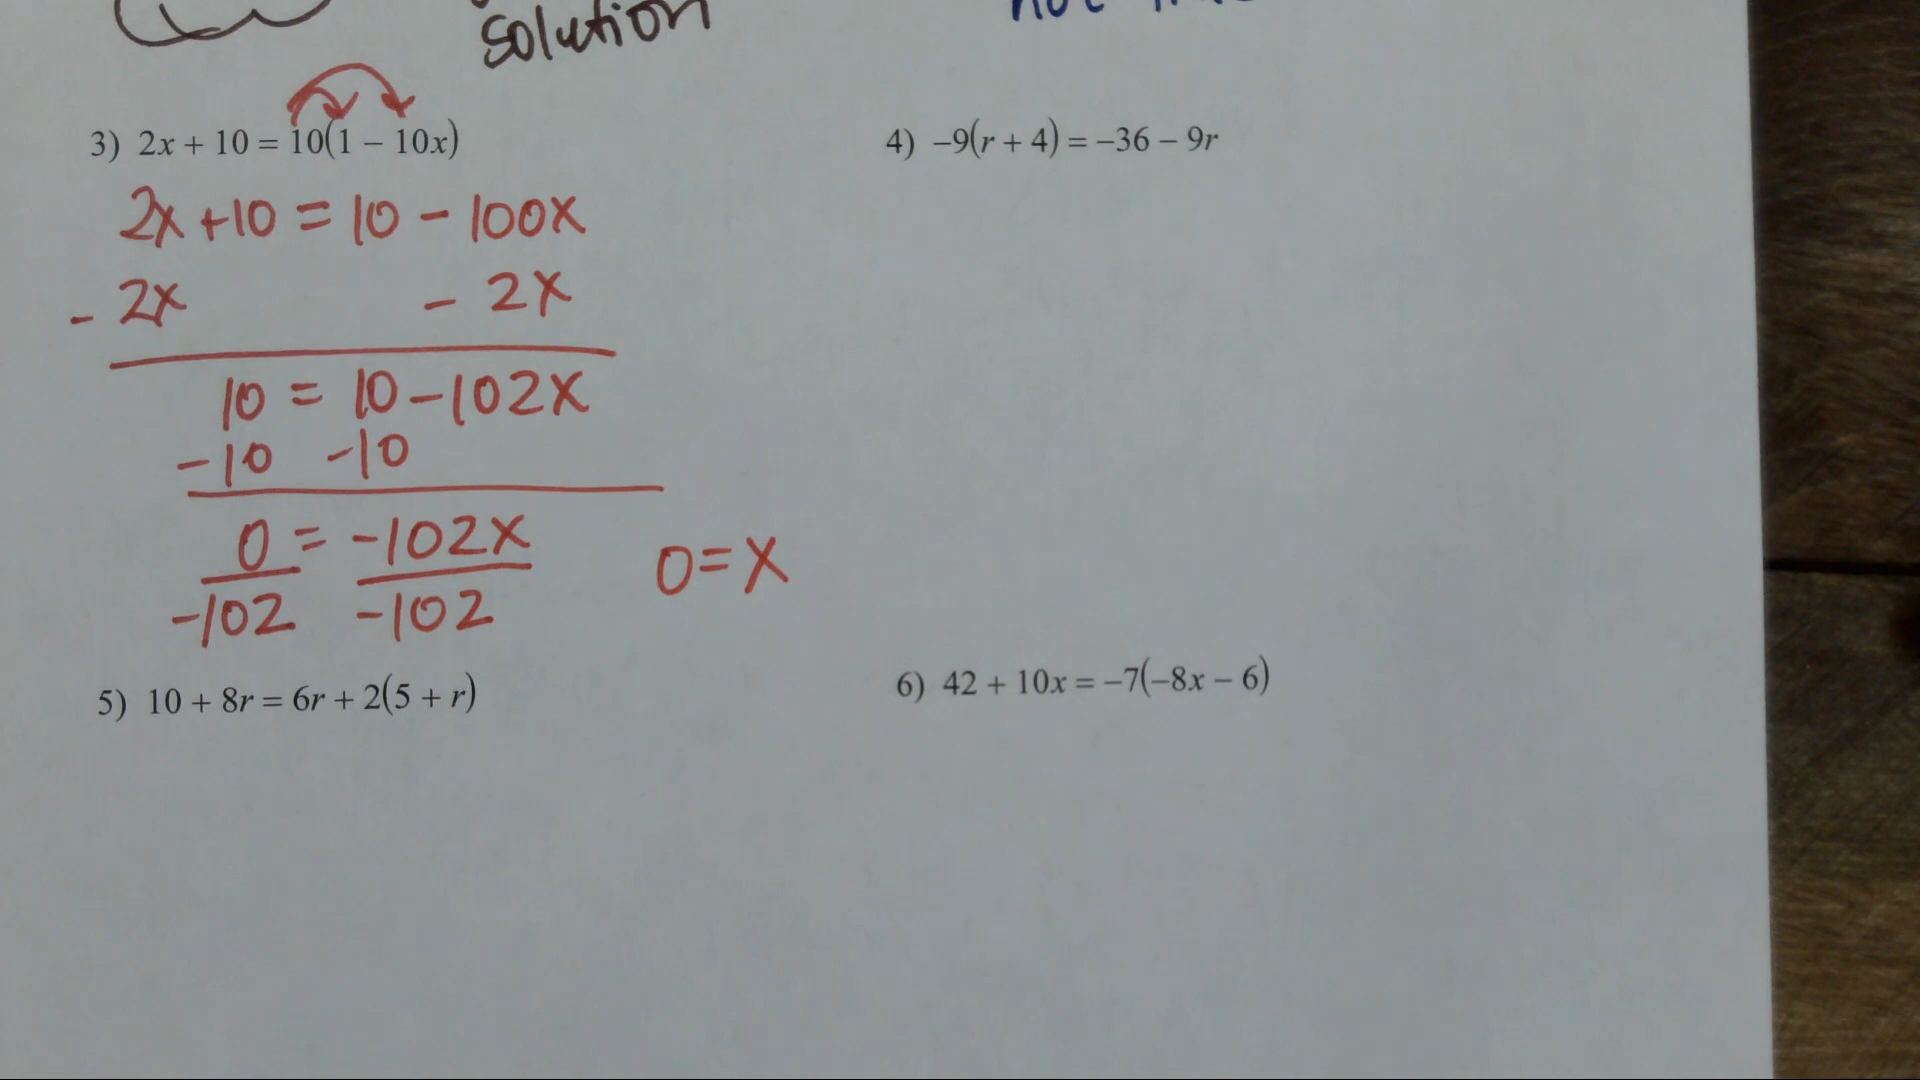 solution
3) 2x + 10 = 10(1 − 10x)
2x + 10 = 10 - 100x
- 2x - 2x
10 = 10 - 102x
-10 -10
0 = -102x
-102 -102
0 = x
4) −9(r + 4) = −36 − 9r
5) 10 + 8r = 6r + 2(5 + r)
6) 42 + 10x = −7(−8x − 6)